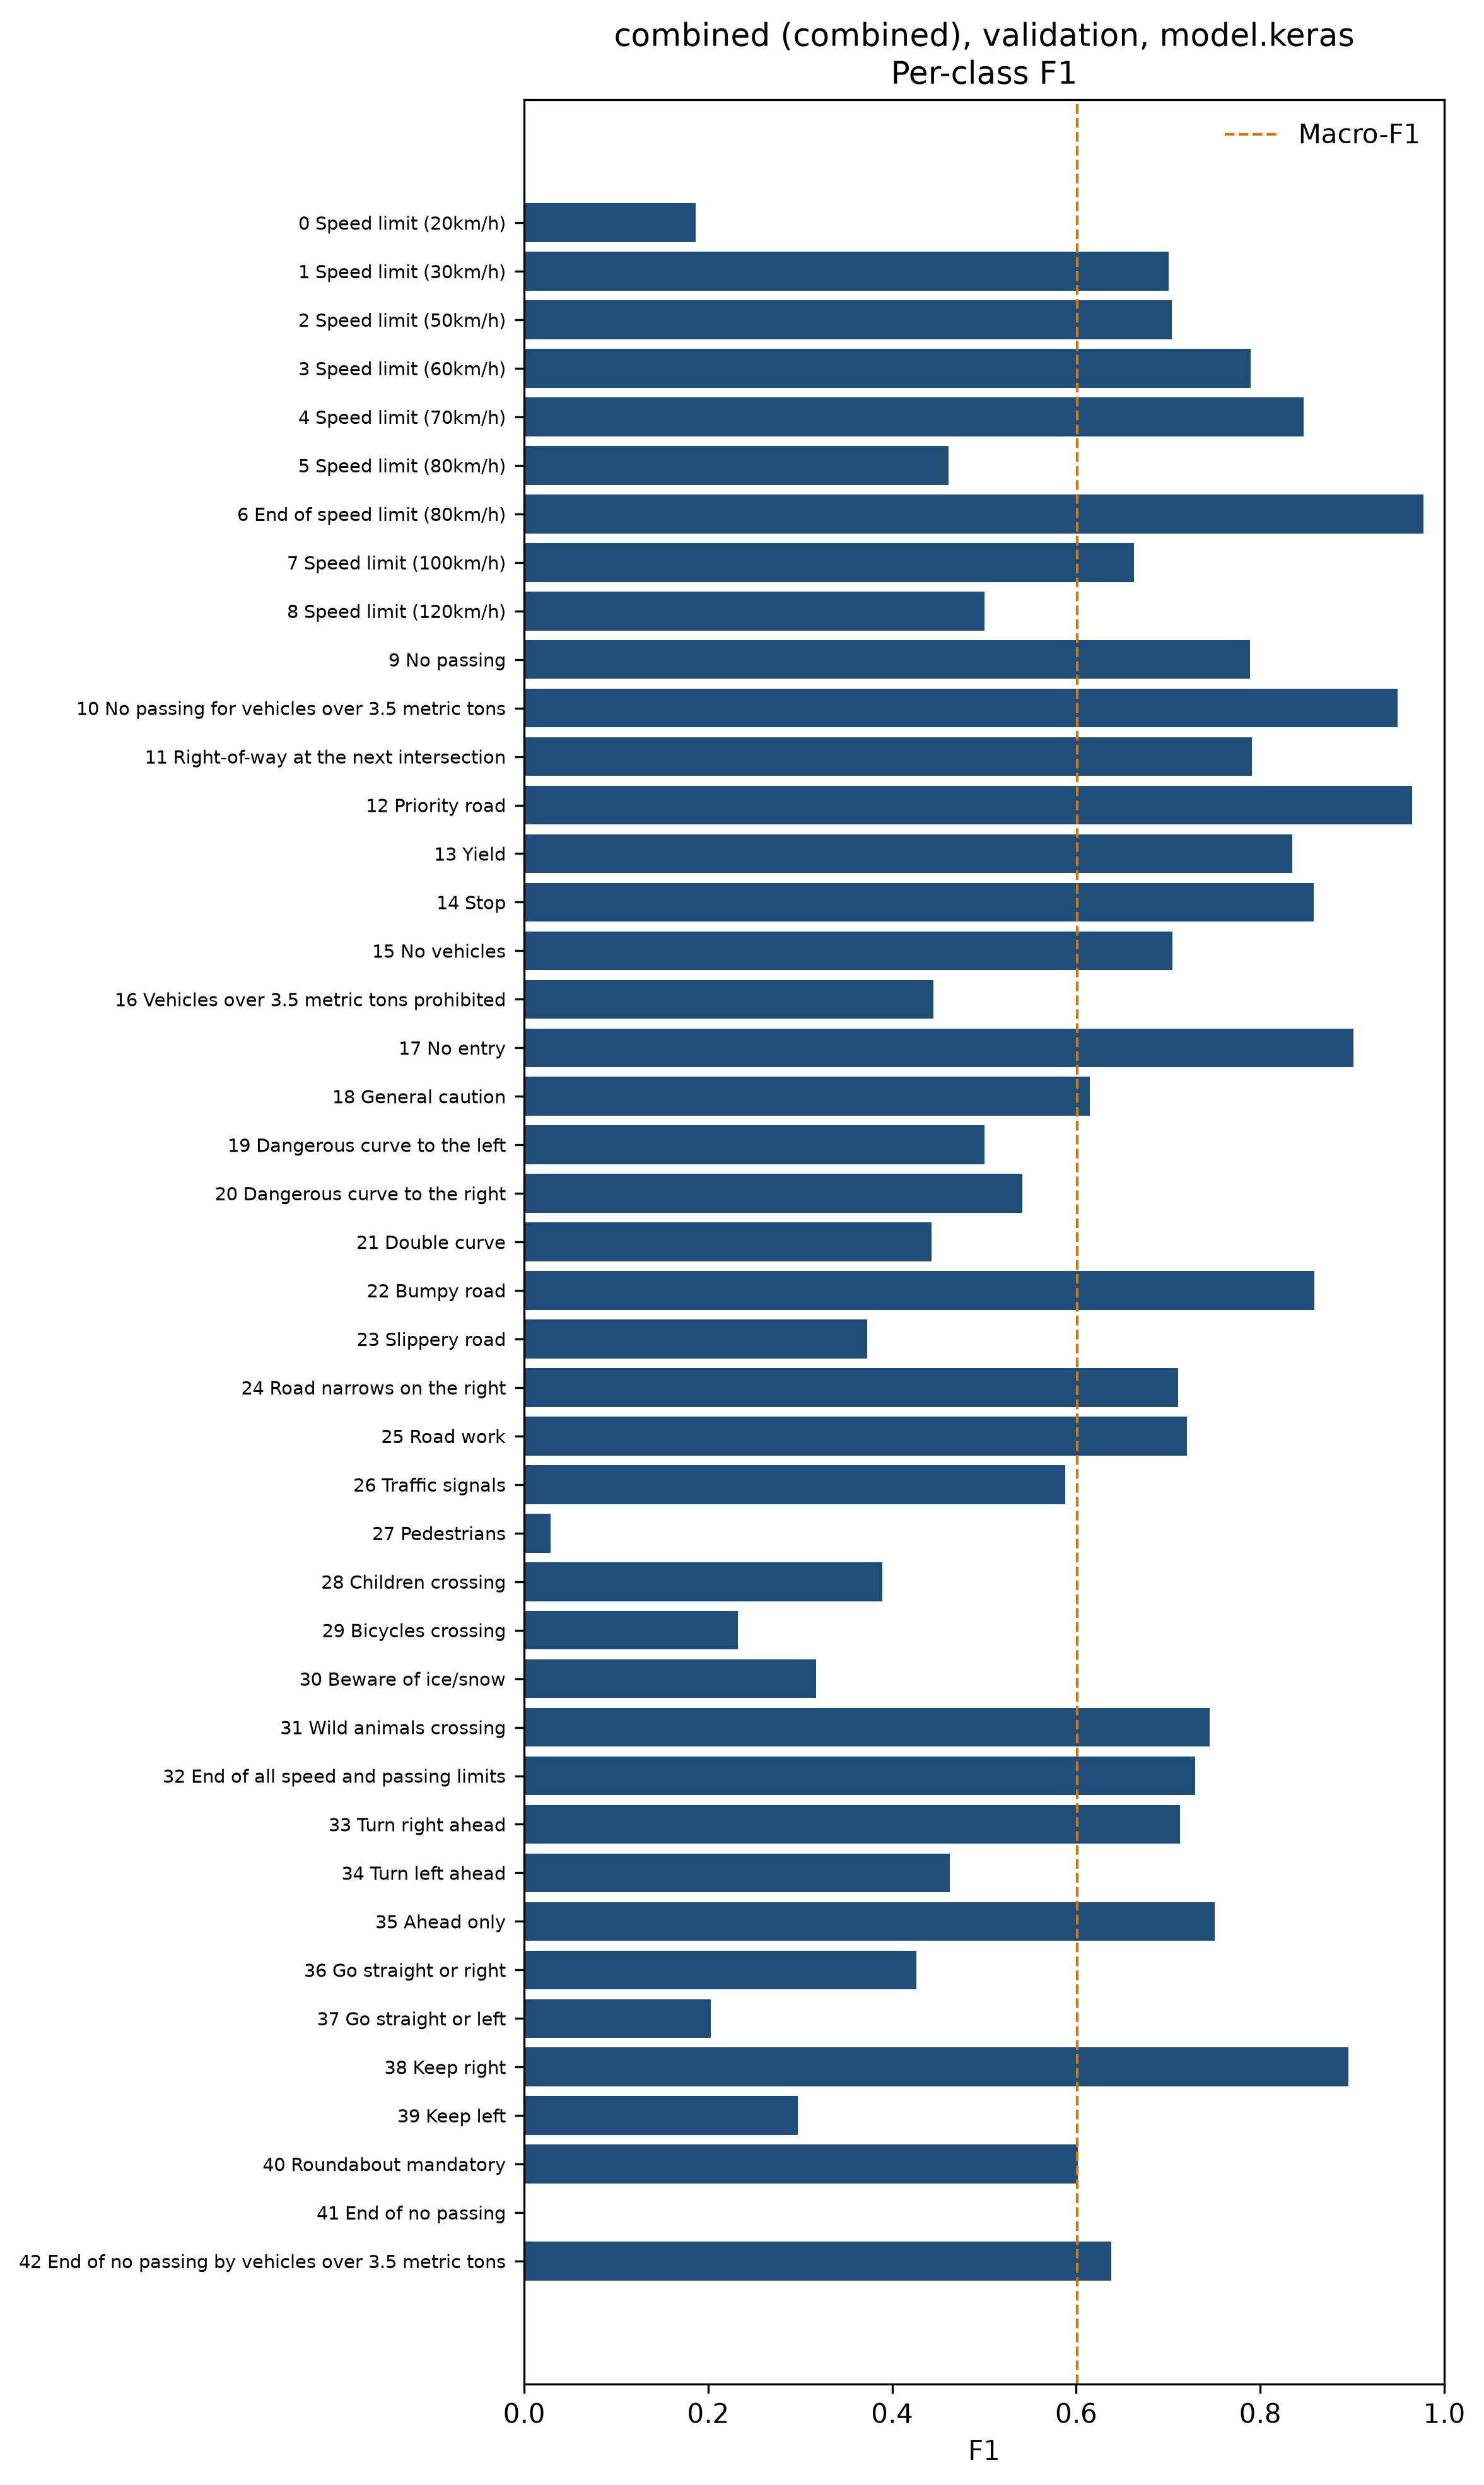 combined (combined), validation, model.keras
Per-class F1
Macro-F1
0 Speed limit (20km/h)
1 Speed limit (30km/h)
2 Speed limit (50km/h)
3 Speed limit (60km/h)
4 Speed limit (70km/h)
5 Speed limit (80km/h)
6 End of speed limit (80km/h)
7 Speed limit (100km/h)
8 Speed limit (120km/h)
9 No passing
10 No passing for vehicles over 3.5 metric tons
11 Right-of-way at the next intersection
12 Priority road
13 Yield
14 Stop
15 No vehicles
16 Vehicles over 3.5 metric tons prohibited
17 No entry
18 General caution
19 Dangerous curve to the left
20 Dangerous curve to the right
21 Double curve
22 Bumpy road
23 Slippery road
24 Road narrows on the right
25 Road work
26 Traffic signals
27 Pedestrians
28 Children crossing
29 Bicycles crossing
30 Beware of ice/snow
31 Wild animals crossing
32 End of all speed and passing limits
33 Turn right ahead
34 Turn left ahead
35 Ahead only
36 Go straight or right
37 Go straight or left
38 Keep right
39 Keep left
40 Roundabout mandatory
41 End of no passing
42 End of no passing by vehicles over 3.5 metric tons
0.0 0.2 0.4 0.6 0.8 1.0
F1